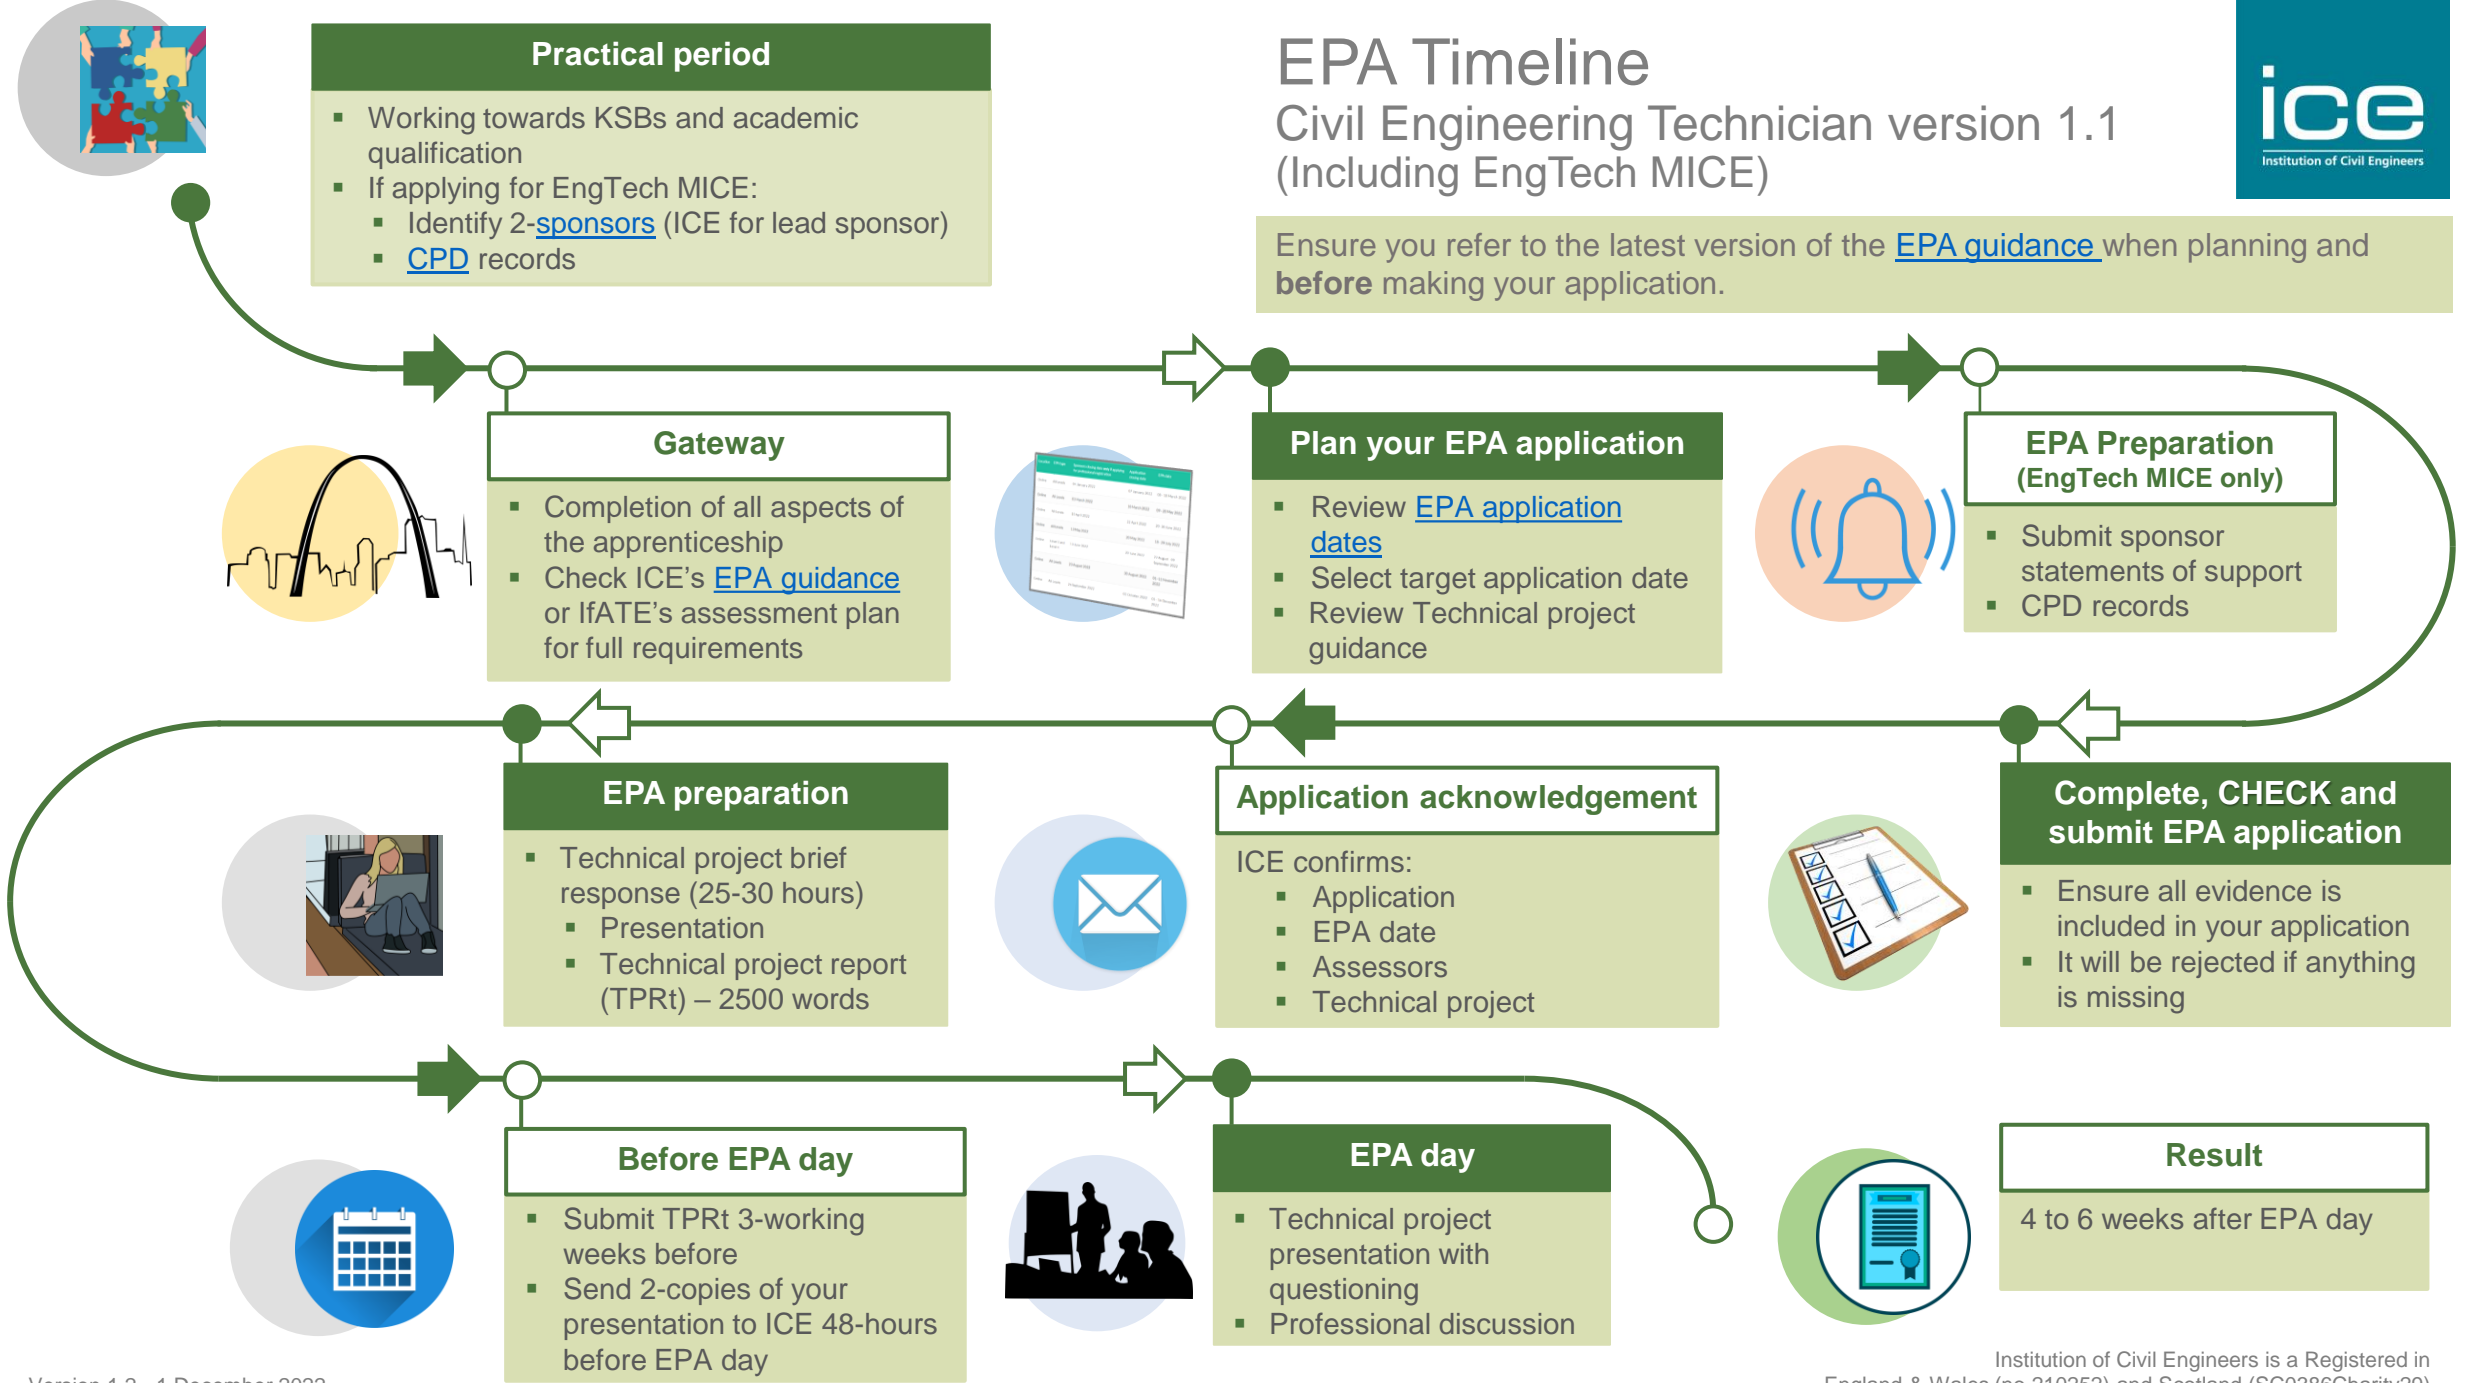 Practical period
▪ Working towards KSBs and academic
qualification
▪ If applying for EngTech MICE:
▪ Identify 2-sponsors (ICE for lead sponsor)
▪ CPD records
EPA Timeline
Civil Engineering Technician version 1.1
(Including EngTech MICE)
ice
Institution of Civil Engineers
Ensure you refer to the latest version of the EPA guidance when planning and
before making your application.
Gateway
▪ Completion of all aspects of
the apprenticeship
▪ Check ICE's EPA guidance
or IfATE's assessment plan
for full requirements
Plan your EPA application
▪ Review EPA application
dates
▪ Select target application date
▪ Review Technical project
guidance
EPA Preparation
(EngTech MICE only)
▪ Submit sponsor
statements of support
▪ CPD records
Complete, CHECK and
submit EPA application
▪ Ensure all evidence is
included in your application
▪ It will be rejected if anything
is missing
Application acknowledgement
ICE confirms:
▪ Application
▪ EPA date
▪ Assessors
▪ Technical project
EPA preparation
▪ Technical project brief
response (25-30 hours)
▪ Presentation
▪ Technical project report
(TPRt) – 2500 words
Before EPA day
▪ Submit TPRt 3-working
weeks before
▪ Send 2-copies of your
presentation to ICE 48-hours
before EPA day
EPA day
▪ Technical project
presentation with
questioning
▪ Professional discussion
Result
4 to 6 weeks after EPA day
Institution of Civil Engineers is a Registered in